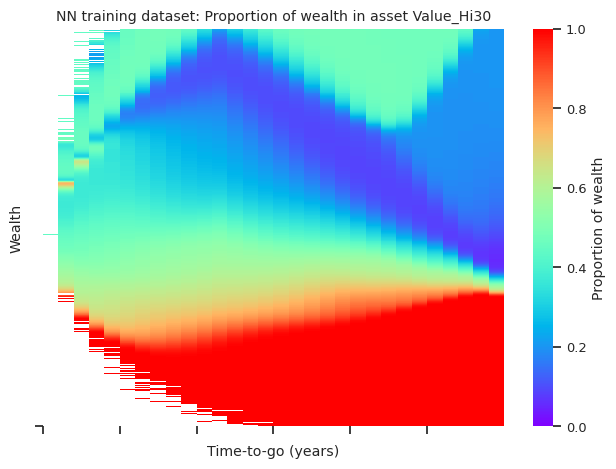 NN training dataset: Proportion of wealth in asset Value_Hi30
Wealth
Time-to-go (years)
1.0
0.8
0.6
0.4
0.2
0.0
Proportion of wealth